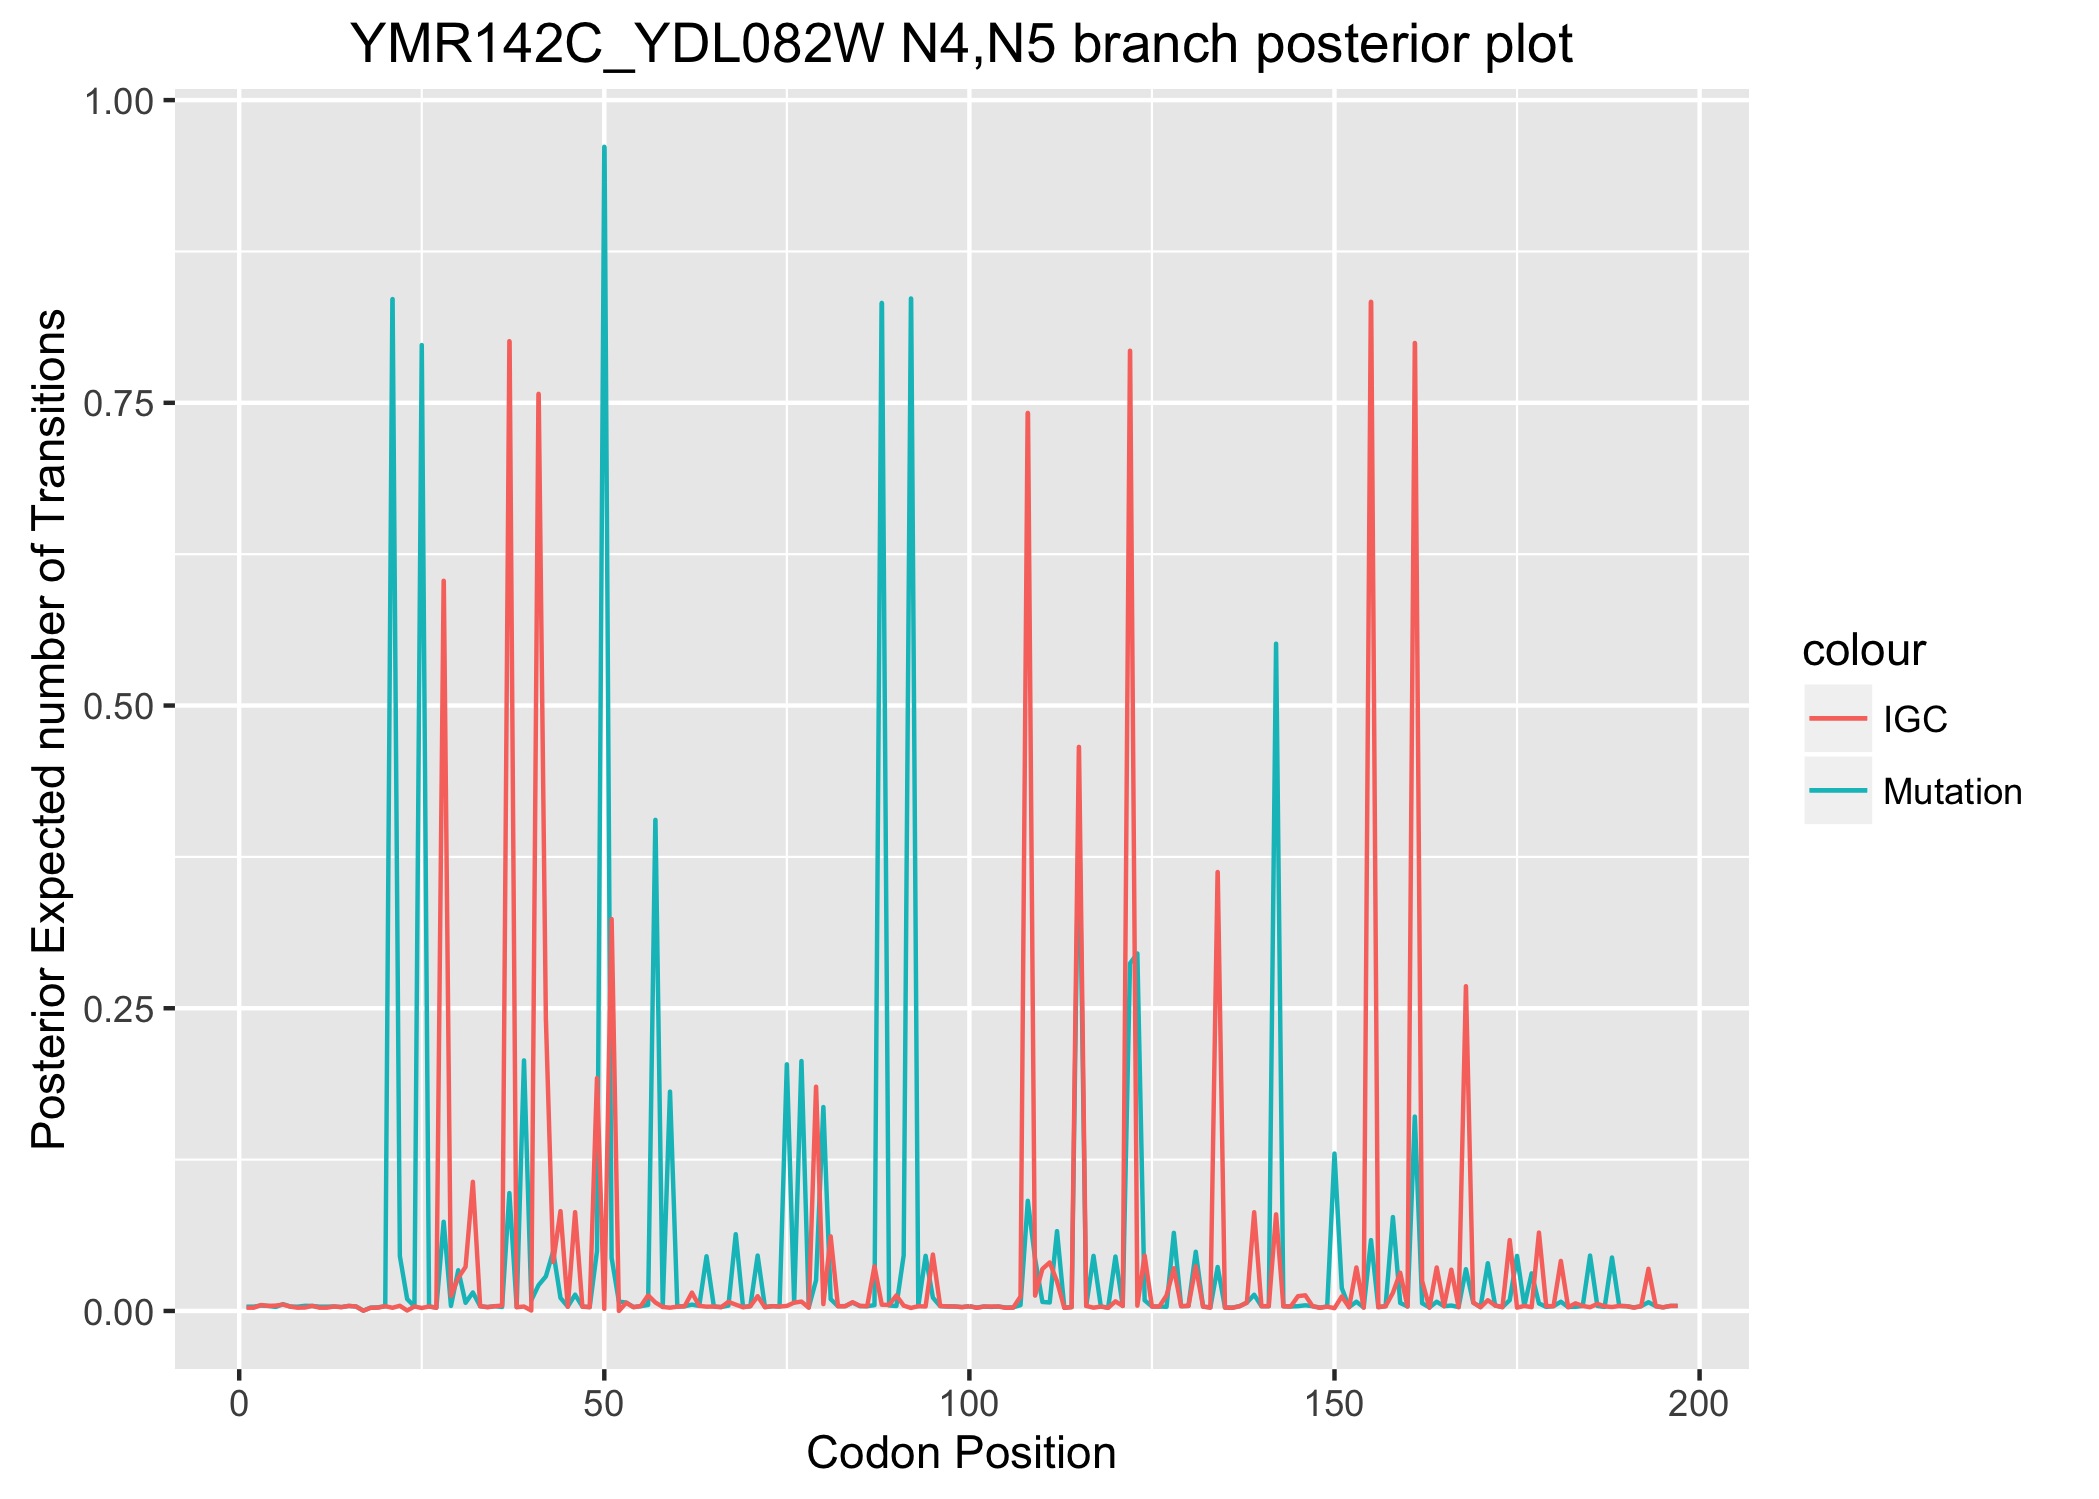 YMR142C_YDL082W N4,N5 branch posterior plot
Posterior Expected number of Transitions
1.00
0.75
0.50
0.25
0.00
0 50 100 150 200
Codon Position
colour
IGC
Mutation